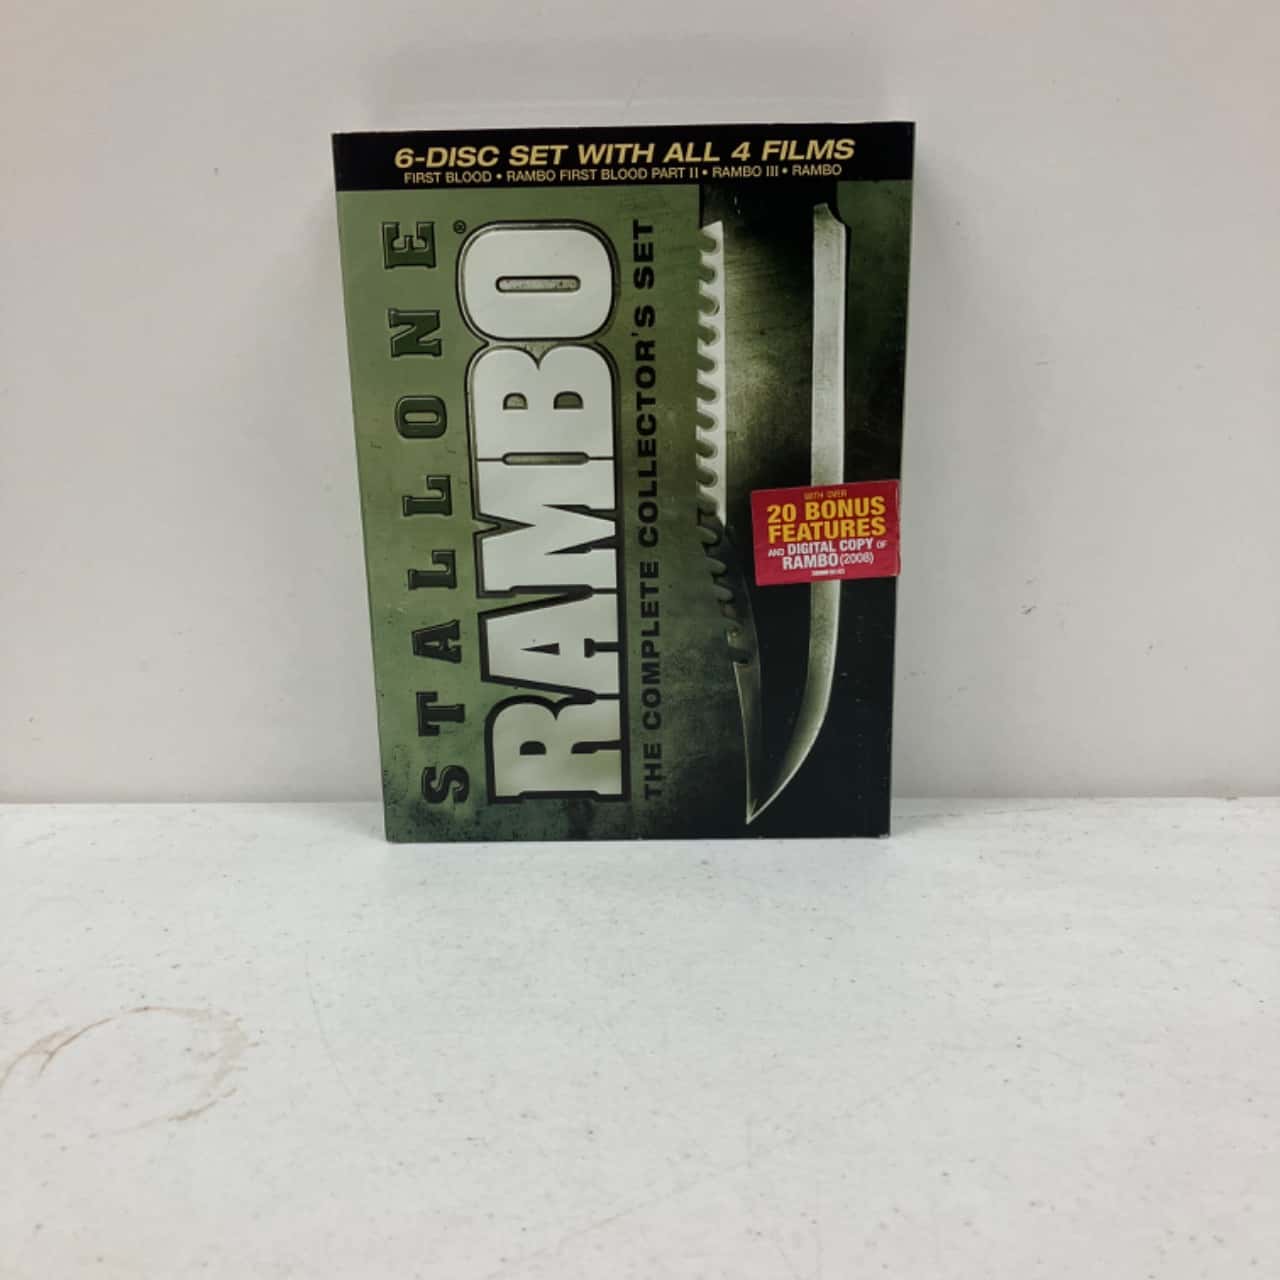 6-DISC SET WITH ALL 4 FILMS
FIRST BLOOD • RAMBO FIRST BLOOD PART II • RAMBO III • RAMBO
STALLONE
RAMBO®
THE COMPLETE COLLECTOR'S SET
WITH OVER
20 BONUS
FEATURES
AND DIGITAL COPY OF
RAMBO (2008)